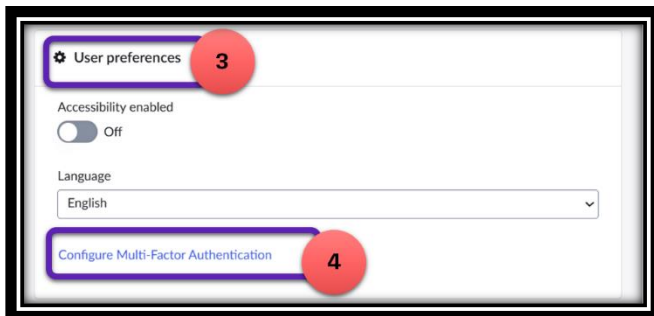 User preferences
3
Accessibility enabled
Off
Language
English
Configure Multi-Factor Authentication
4